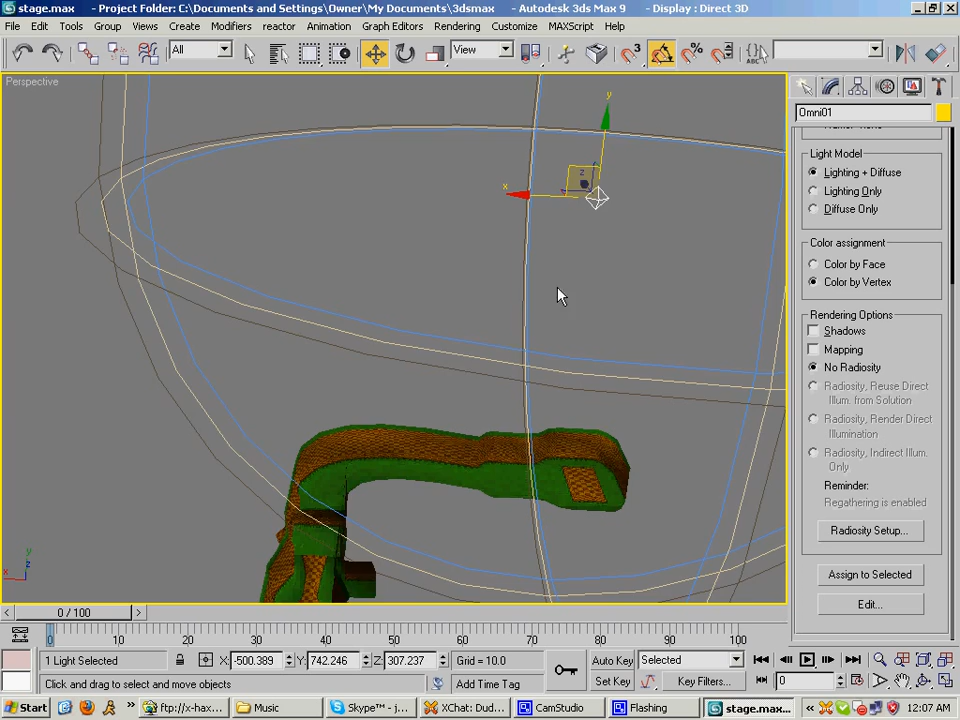 stage.max - Project Folder: C:\Documents and Settings\Owner\My Documents\3dsmax - Autodesk 3ds Max 9 - Display : Direct 3D
File Edit Tools Group Views Create Modifiers reactor Animation Graph Editors Rendering Customize MAXScript Help
All View 3 % ABC
Perspective
Omni01
Light Model
Lighting + Diffuse
Lighting Only
Diffuse Only
Color assignment
Color by Face
Color by Vertex
Rendering Options
Shadows
Mapping
No Radiosity
Radiosity, Reuse Direct
Illum. from Solution
Radiosity, Render Direct
Illumination
Radiosity, Indirect Illum.
Only
Reminder:
Regathering is enabled
Radiosity Setup...
Assign to Selected
Edit...
y
x
z
y
z
x
< 0 / 100 >
0 10 20 30 40 50 60 70 80 90 100
1 Light Selected X: -500.389 Y: 742.246 Z: 307.237 Grid = 10.0 Auto Key Selected
Click and drag to select and move objects Add Time Tag Set Key Key Filters... 0
Start » ftp://x-hax... Music Skype™ - j... XChat: Dud... CamStudio Flashing stage.max... « 12:07 AM